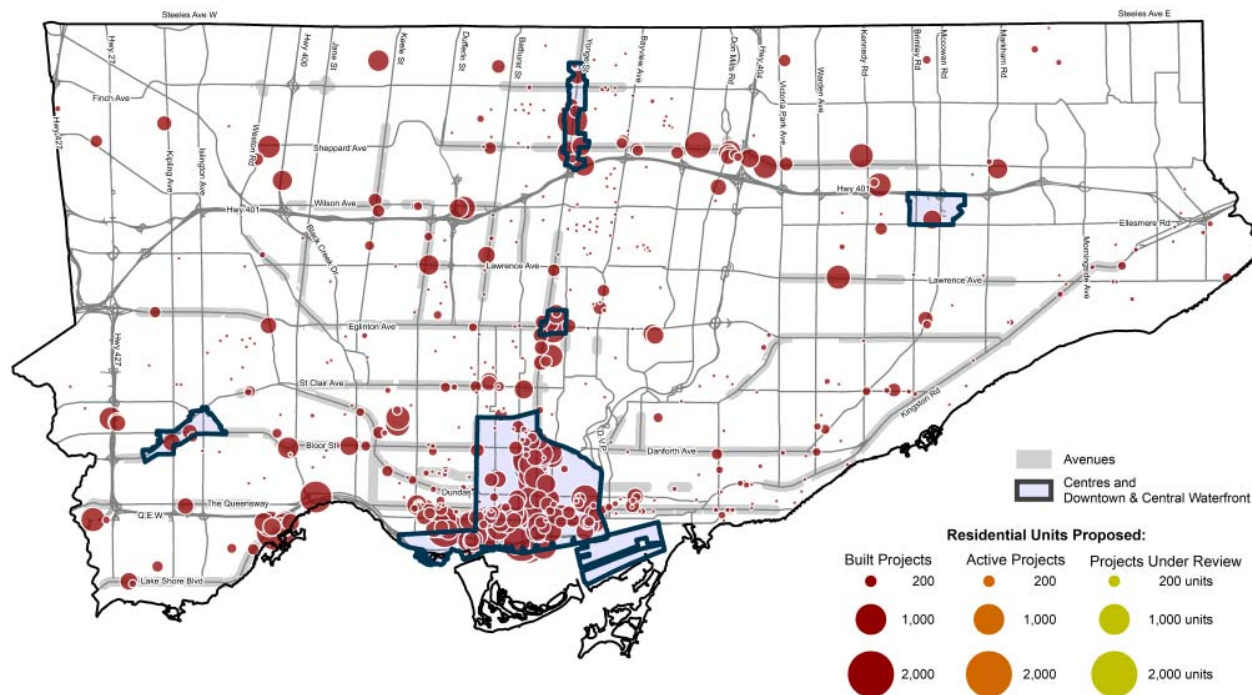 Steeles Ave W
Steeles Ave E
Hwy 27
Hwy 400
Jane St
Keele St
Dufferin St
Bathurst St
Yonge St
Bayview Ave
Don Mills Rd
Hwy 404
Victoria Park Ave
Warden Ave
Kennedy Rd
Brimley Rd
Mccowan Rd
Markham Rd
Finch Ave
Hwy 427
Kipling Ave
Islington Ave
Weston Rd
Sheppard Ave
Hwy 401
Hwy 401
Wilson Ave
Black Creek Dr
Ellesmere Rd
Lawrence Ave
Lawrence Ave
Morningside Ave
Eglinton Ave
Hwy 427
St Clair Ave
Kingston Rd
D.V.P.
Bloor St
Danforth Ave
Dundas
The Queensway
Q.E.W.
Lake Shore Blvd
Avenues
Centres and
Downtown & Central Waterfront
Residential Units Proposed:
Built Projects Active Projects Projects Under Review
200 200 200 units
1,000 1,000 1,000 units
2,000 2,000 2,000 units